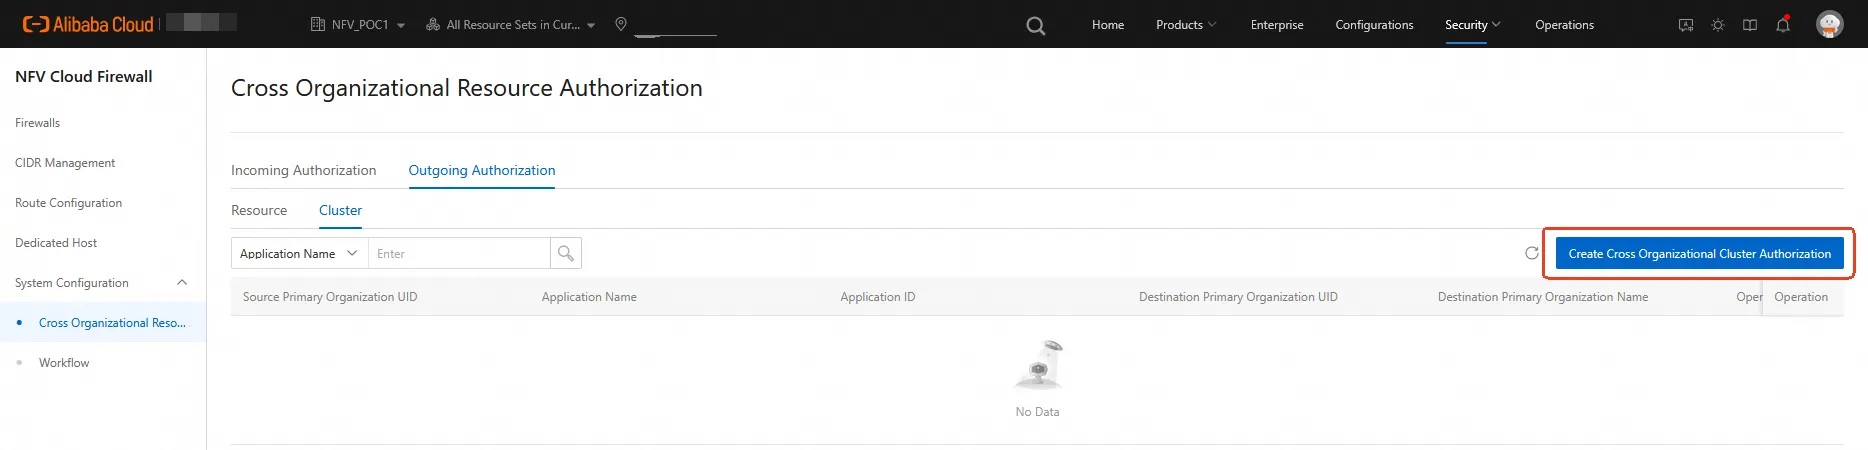 Alibaba Cloud NFV_POC1 All Resource Sets in Cur... Home Products Enterprise Configurations Security Operations
NFV Cloud Firewall
Firewalls
CIDR Management
Route Configuration
Dedicated Host
System Configuration
Cross Organizational Reso...
Workflow
Cross Organizational Resource Authorization
Incoming Authorization Outgoing Authorization
Resource Cluster
Application Name Enter Create Cross Organizational Cluster Authorization
Source Primary Organization UID Application Name Application ID Destination Primary Organization UID Destination Primary Organization Name Oper Operation
No Data